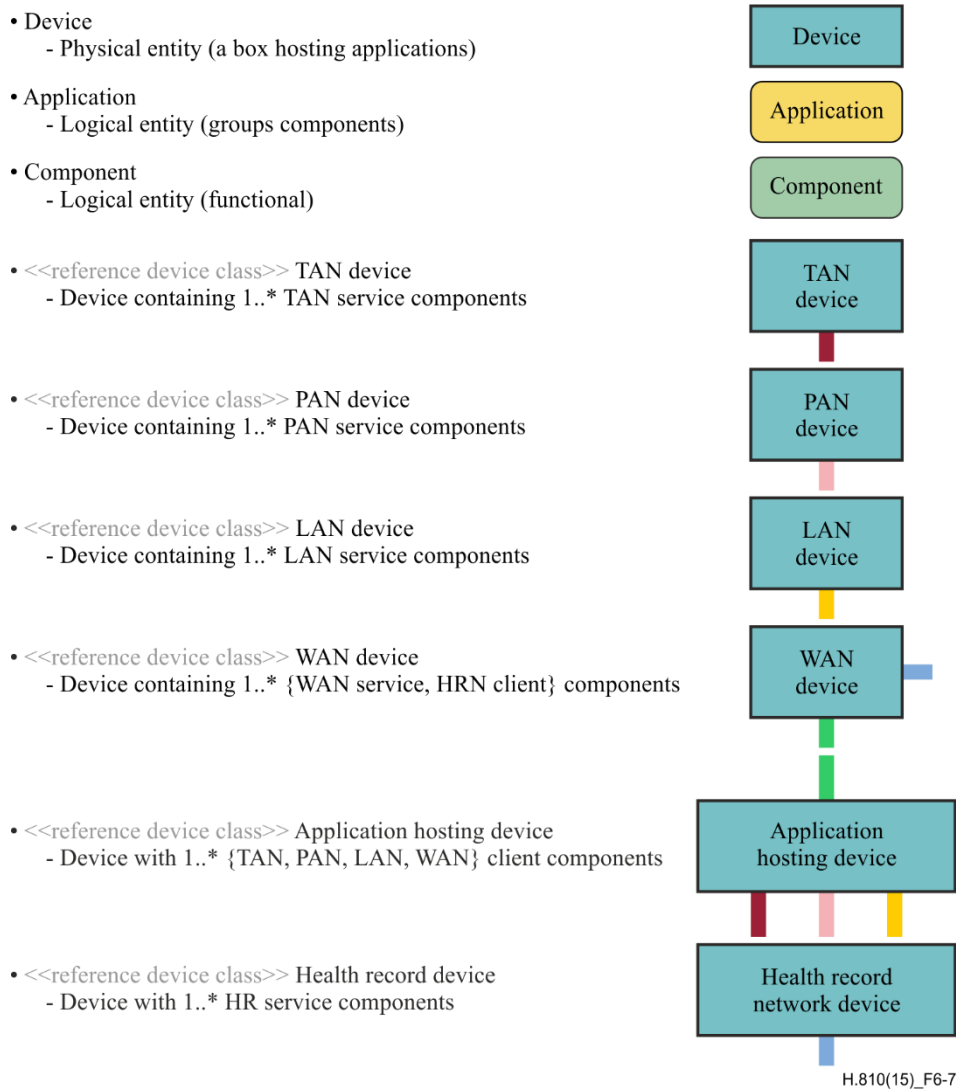 • Device
- Physical entity (a box hosting applications)
Device
• Application
- Logical entity (groups components)
Application
• Component
- Logical entity (functional)
Component
• <<reference device class>> TAN device
- Device containing 1..* TAN service components
TAN
device
• <<reference device class>> PAN device
- Device containing 1..* PAN service components
PAN
device
• <<reference device class>> LAN device
- Device containing 1..* LAN service components
LAN
device
• <<reference device class>> WAN device
- Device containing 1..* {WAN service, HRN client} components
WAN
device
• <<reference device class>> Application hosting device
- Device with 1..* {TAN, PAN, LAN, WAN} client components
Application
hosting device
• <<reference device class>> Health record device
- Device with 1..* HR service components
Health record
network device
H.810(15)_F6-7